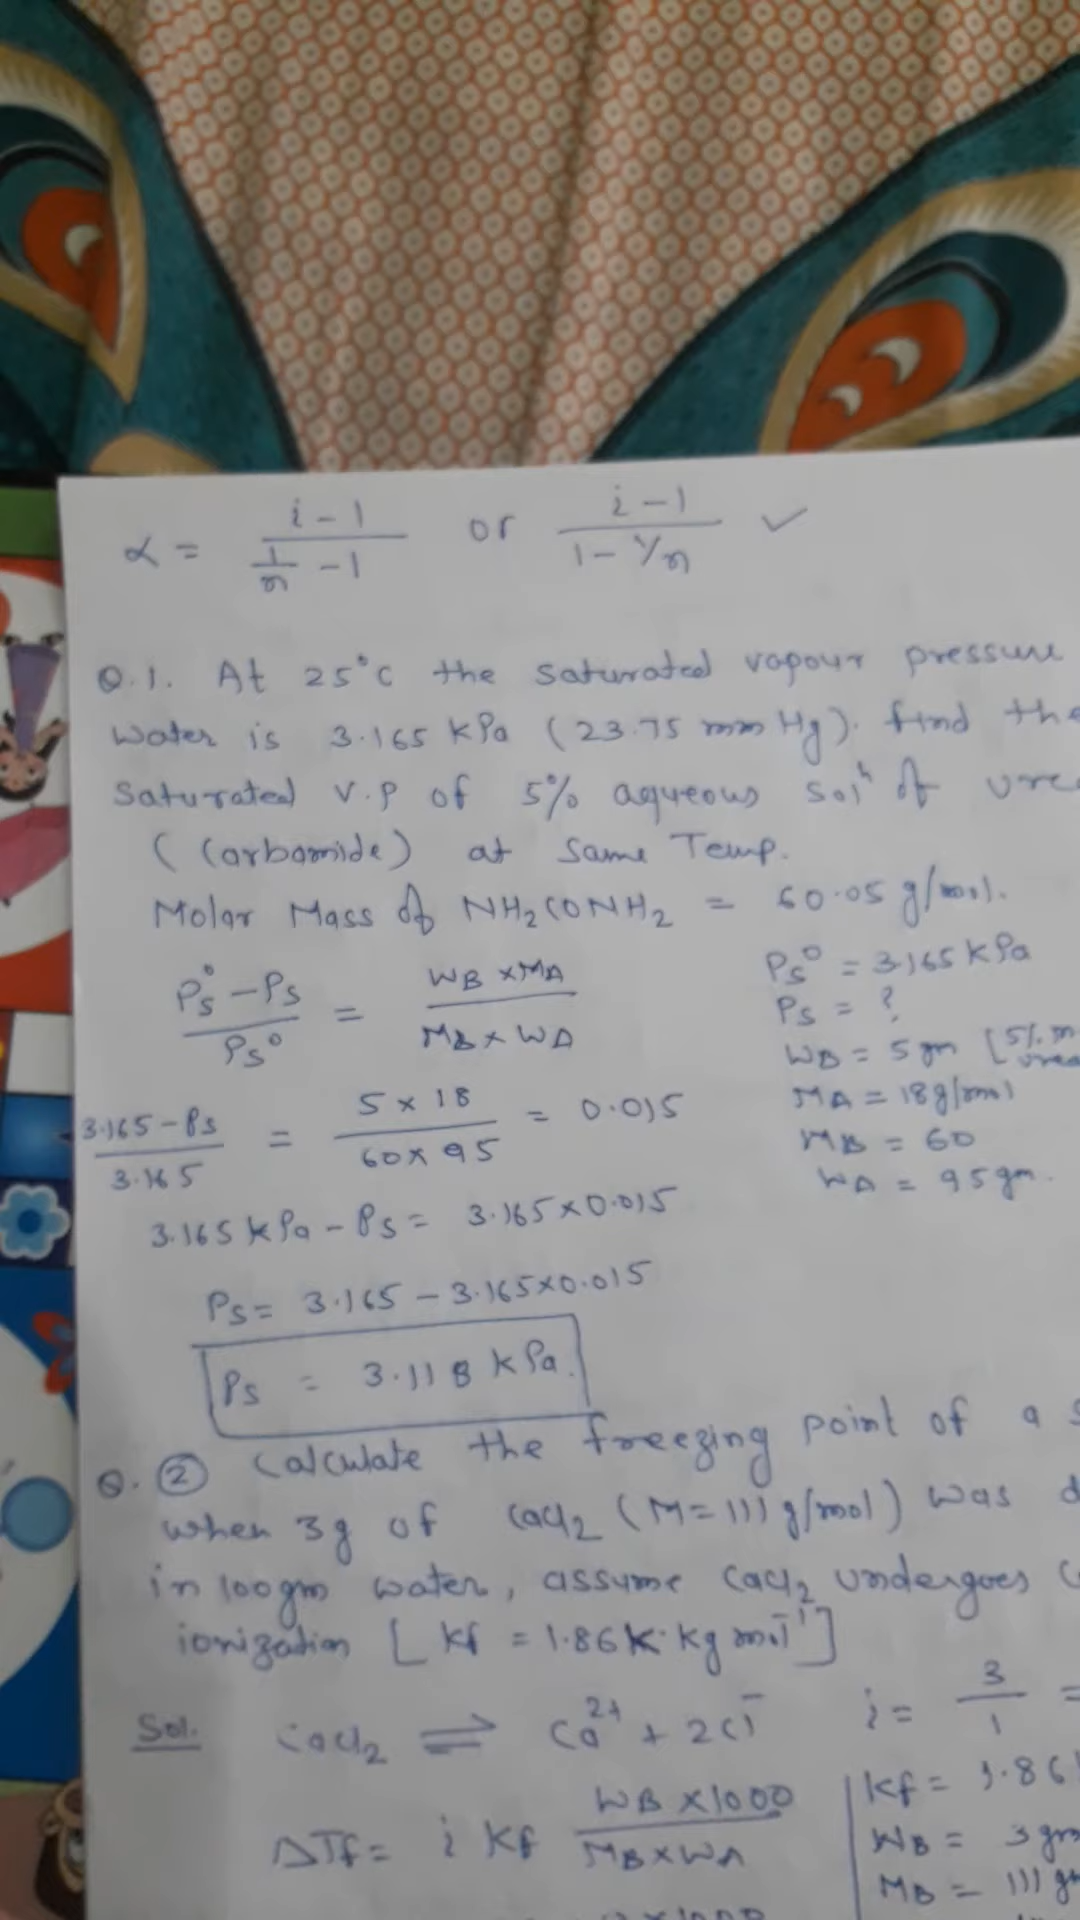 α = (i - 1)/(1/n - 1) or (i - 1)/(1 - 1/n) ✓
Q.1. At 25°C the saturated vapour pressure
water is 3.165 kPa (23.75 mm Hg). find the
saturated V.P of 5% aqueous solⁿ of
(Carbamide) at same Temp.
Molar Mass of NH₂CONH₂ = 60.05 g/mol.
(Ps° - Ps)/Ps° = (WB × MA)/(MB × WA)
Ps° = 3.165 kPa
Ps = ?
WB = 5 gm [5%
MA = 18 g/mol
MB = 60
WA = 95 gm.
(3.165 - Ps)/3.165 = (5 × 18)/(60 × 95) = 0.015
3.165 kPa - Ps = 3.165 × 0.015
Ps = 3.165 - 3.165 × 0.015
Ps = 3.118 kPa.
Q. ② Calculate the freezing point of a
when 3g of CaCl₂ (M = 111 g/mol) was
in 100gm water, assume CaCl₂ undergoes
ionization [Kf = 1.86 K·kg mol⁻¹]
Sol. CaCl₂ ⇌ Ca²⁺ + 2Cl⁻ i = 3/1 =
ΔTf = i Kf (WB × 1000)/(MB × WA)
Kf = 1.86
WB = 3 gm
MB = 111
× 1000